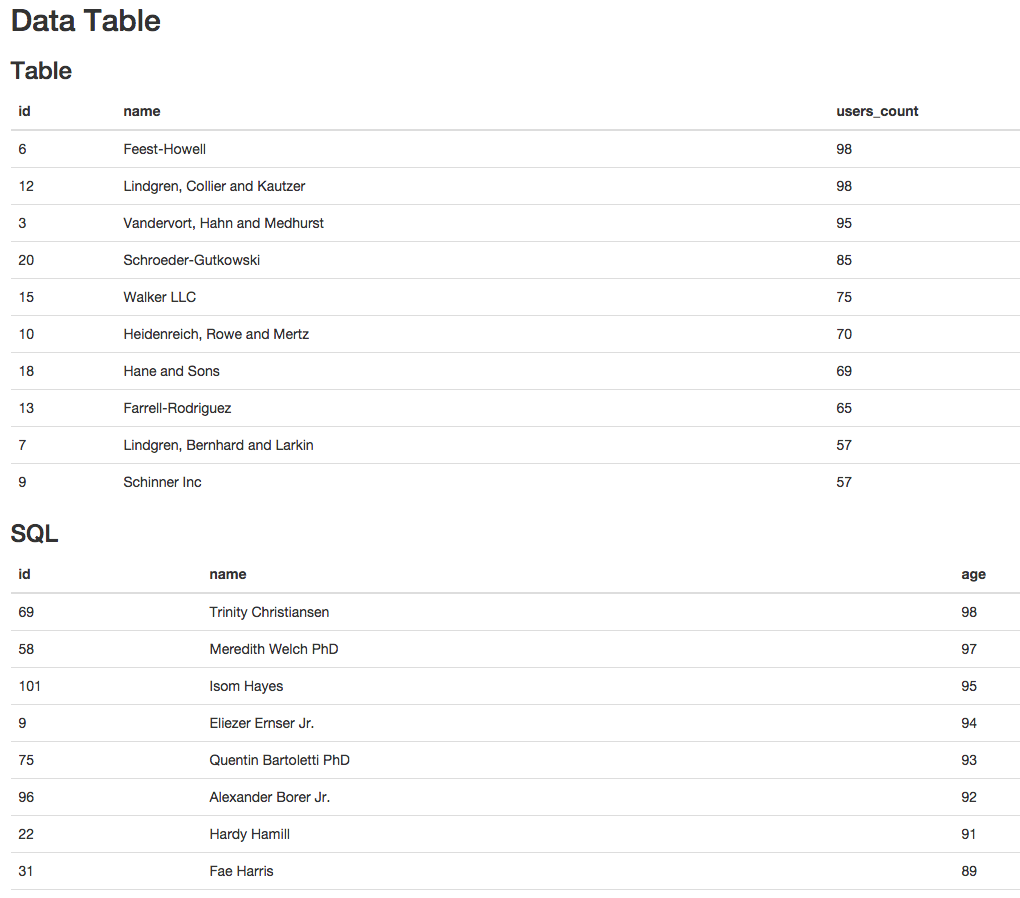 Data Table
Table
id name users_count
6 Feest-Howell 98
12 Lindgren, Collier and Kautzer 98
3 Vandervort, Hahn and Medhurst 95
20 Schroeder-Gutkowski 85
15 Walker LLC 75
10 Heidenreich, Rowe and Mertz 70
18 Hane and Sons 69
13 Farrell-Rodriguez 65
7 Lindgren, Bernhard and Larkin 57
9 Schinner Inc 57
SQL
id name age
69 Trinity Christiansen 98
58 Meredith Welch PhD 97
101 Isom Hayes 95
9 Eliezer Ernser Jr. 94
75 Quentin Bartoletti PhD 93
96 Alexander Borer Jr. 92
22 Hardy Hamill 91
31 Fae Harris 89